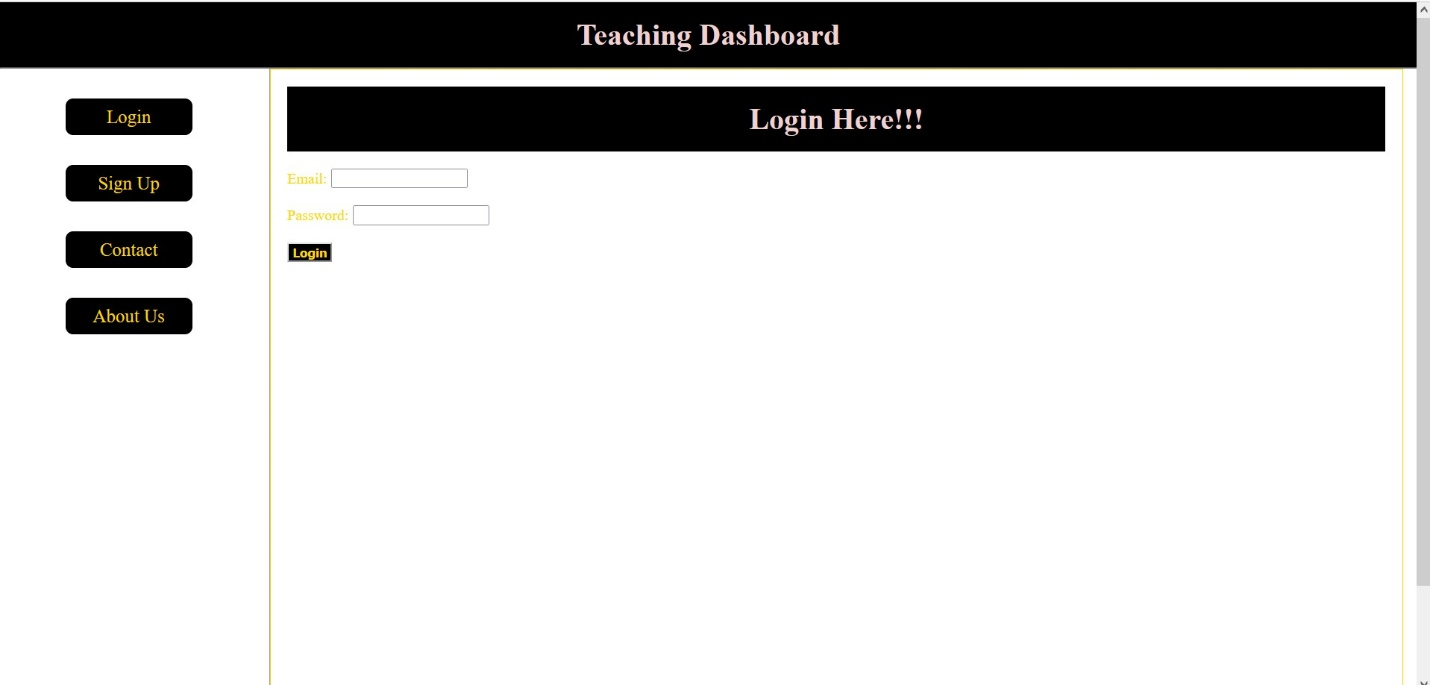 Teaching Dashboard
Login
Sign Up
Contact
About Us
Login Here!!!
Email:
Password:
Login